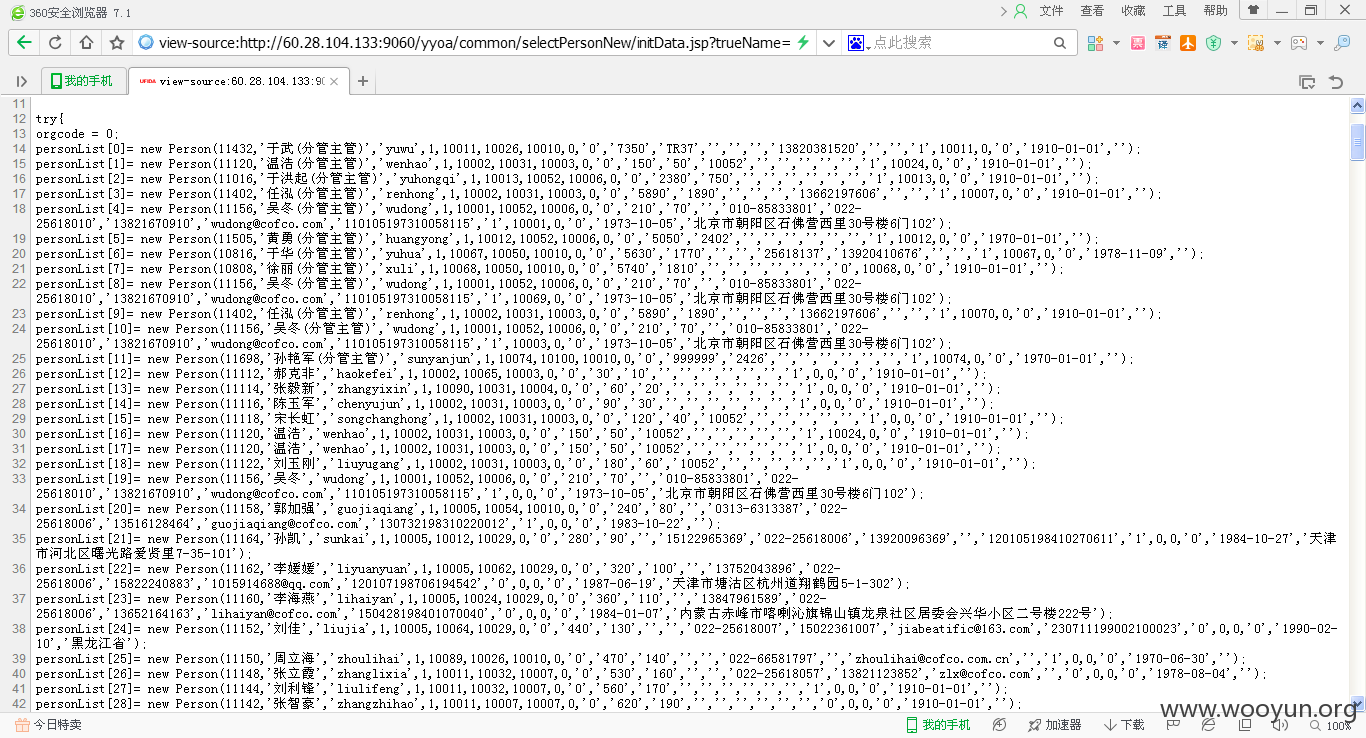 360安全浏览器 7.1
文件 查看 收藏 工具 帮助
view-source:http://60.28.104.133:9060/yyoa/common/selectPersonNew/initData.jsp?trueName=
点此搜索
我的手机
UFIDA view-source:60.28.104.133:90
11
12 try{
13 orgcode = 0;
14 personList[0]= new Person(11432,'于武(分管主管)','yuwu',1,10011,10026,10010,0,'0','7350','TR37','','','','13820381520','','','1',10011,0,'0','1910-01-01','');
15 personList[1]= new Person(11120,'温浩(分管主管)','wenhao',1,10002,10031,10003,0,'0','150','50','10052','','','','','','1',10024,0,'0','1910-01-01','');
16 personList[2]= new Person(11016,'于洪起(分管主管)','yuhongqi',1,10013,10052,10006,0,'0','2380','750','','','','','','','1',10013,0,'0','1910-01-01','');
17 personList[3]= new Person(11402,'任泓(分管主管)','renhong',1,10002,10031,10003,0,'0','5890','1890','','','','13662197606','','','1',10007,0,'0','1910-01-01','');
18 personList[4]= new Person(11156,'吴冬(分管主管)','wudong',1,10001,10052,10006,0,'0','210','70','','010-85833801','022-
25618010','13821670910','wudong@cofco.com','110105197310058115','1',10001,0,'0','1973-10-05','北京市朝阳区石佛营西里30号楼6门102');
19 personList[5]= new Person(11505,'黄勇(分管主管)','huangyong',1,10012,10052,10006,0,'0','5050','2402','','','','','','','1',10012,0,'0','1970-01-01','');
20 personList[6]= new Person(10816,'于华(分管主管)','yuhua',1,10067,10050,10010,0,'0','5630','1770','','','25618137','13920410676','','','1',10067,0,'0','1978-11-09','');
21 personList[7]= new Person(10808,'徐丽(分管主管)','xuli',1,10068,10050,10010,0,'0','5740','1810','','','','','','','0',10068,0,'0','1910-01-01','');
22 personList[8]= new Person(11156,'吴冬(分管主管)','wudong',1,10001,10052,10006,0,'0','210','70','','010-85833801','022-
25618010','13821670910','wudong@cofco.com','110105197310058115','1',10069,0,'0','1973-10-05','北京市朝阳区石佛营西里30号楼6门102');
23 personList[9]= new Person(11402,'任泓(分管主管)','renhong',1,10002,10031,10003,0,'0','5890','1890','','','','13662197606','','','1',10070,0,'0','1910-01-01','');
24 personList[10]= new Person(11156,'吴冬(分管主管)','wudong',1,10001,10052,10006,0,'0','210','70','','010-85833801','022-
25618010','13821670910','wudong@cofco.com','110105197310058115','1',10003,0,'0','1973-10-05','北京市朝阳区石佛营西里30号楼6门102');
25 personList[11]= new Person(11698,'孙艳军(分管主管)','sunyanjun',1,10074,10100,10010,0,'0','999999','2426','','','','','','','1',10074,0,'0','1970-01-01','');
26 personList[12]= new Person(11112,'郝克非','haokefei',1,10002,10065,10003,0,'0','30','10','','','','','','','1',0,0,'0','1910-01-01','');
27 personList[13]= new Person(11114,'张毅新','zhangyixin',1,10090,10031,10004,0,'0','60','20','','','','','','','1',0,0,'0','1910-01-01','');
28 personList[14]= new Person(11116,'陈玉军','chenyujun',1,10002,10031,10003,0,'0','90','30','','','','','','','1',0,0,'0','1910-01-01','');
29 personList[15]= new Person(11118,'宋长虹','songchanghong',1,10002,10031,10003,0,'0','120','40','10052','','','','','','1',0,0,'0','1910-01-01','');
30 personList[16]= new Person(11120,'温浩','wenhao',1,10002,10031,10003,0,'0','150','50','10052','','','','','','1',10024,0,'0','1910-01-01','');
31 personList[17]= new Person(11120,'温浩','wenhao',1,10002,10031,10003,0,'0','150','50','10052','','','','','','1',0,0,'0','1910-01-01','');
32 personList[18]= new Person(11122,'刘玉刚','liuyugang',1,10002,10031,10003,0,'0','180','60','10052','','','','','','1',0,0,'0','1910-01-01','');
33 personList[19]= new Person(11156,'吴冬','wudong',1,10001,10052,10006,0,'0','210','70','','010-85833801','022-
25618010','13821670910','wudong@cofco.com','110105197310058115','1',0,0,'0','1973-10-05','北京市朝阳区石佛营西里30号楼6门102');
34 personList[20]= new Person(11158,'郭加强','guojiaqiang',1,10005,10054,10010,0,'0','240','80','','0313-6313387','022-
25618006','13516128464','guojiaqiang@cofco.com','130732198310220012','1',0,0,'0','1983-10-22','');
35 personList[21]= new Person(11164,'孙凯','sunkai',1,10005,10012,10029,0,'0','280','90','','15122965369','022-25618006','13920096369','','120105198410270611','1',0,0,'0','1984-10-27','天津
市河北区曙光路爱贤里7-35-101');
36 personList[22]= new Person(11162,'李媛媛','liyuanyuan',1,10005,10062,10029,0,'0','320','100','','13752043896','022-
25618006','15822240883','1015914688@qq.com','120107198706194542','0',0,0,'0','1987-06-19','天津市塘沽区杭州道翔鹤园5-1-302');
37 personList[23]= new Person(11160,'李海燕','lihaiyan',1,10005,10024,10029,0,'0','360','110','','13847961589','022-
25618006','13652164163','lihaiyan@cofco.com','150428198401070040','0',0,0,'0','1984-01-07','内蒙古赤峰市喀喇沁旗锦山镇龙泉社区居委会兴华小区二号楼222号');
38 personList[24]= new Person(11152,'刘佳','liujia',1,10005,10064,10029,0,'0','440','130','','','022-25618007','15022361007','jiabeatific@163.com','230711199002100023','0',0,0,'0','1990-02-
10','黑龙江省');
39 personList[25]= new Person(11150,'周立海','zhoulihai',1,10089,10026,10010,0,'0','470','140','','','022-66581797','','zhoulihai@cofco.com.cn','','1',0,0,'0','1970-06-30','');
40 personList[26]= new Person(11148,'张立霞','zhanglixia',1,10011,10032,10007,0,'0','530','160','','','022-25618057','13821123852','zlx@cofco.com','','0',0,0,'0','1978-08-04','');
41 personList[27]= new Person(11144,'刘利锋','liulifeng',1,10011,10032,10007,0,'0','560','170','','','','','','','1',0,0,'0','1910-01-01','');
42 personList[28]= new Person(11142,'张智豪','zhangzhihao',1,10007,10007,10007,0,'0','620','190','','','','','','','0',0,0,'0','1910-01-01','');
www.wooyun.org
今日特卖 我的手机 加速器 下载 100%